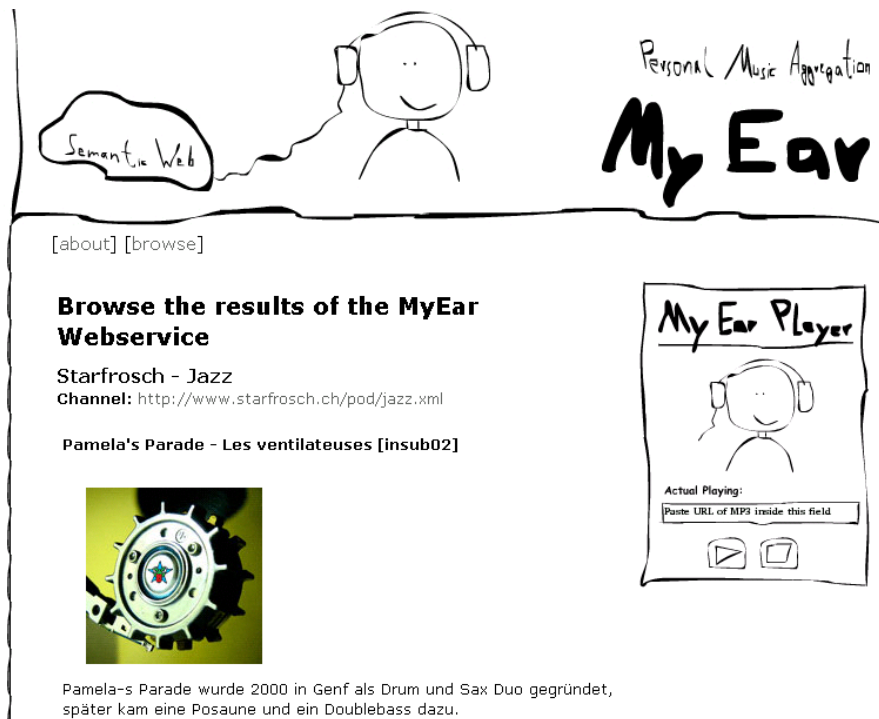 Personal Music Aggregation
Semantic Web
My Ear
[about] [browse]
Browse the results of the MyEar
Webservice
Starfrosch - Jazz
Channel: http://www.starfrosch.ch/pod/jazz.xml
Pamela's Parade - Les ventilateuses [insub02]
Pamela-s Parade wurde 2000 in Genf als Drum und Sax Duo gegründet,
später kam eine Posaune und ein Doublebass dazu.
My Ear Player
Actual Playing:
Paste URL of MP3 inside this field